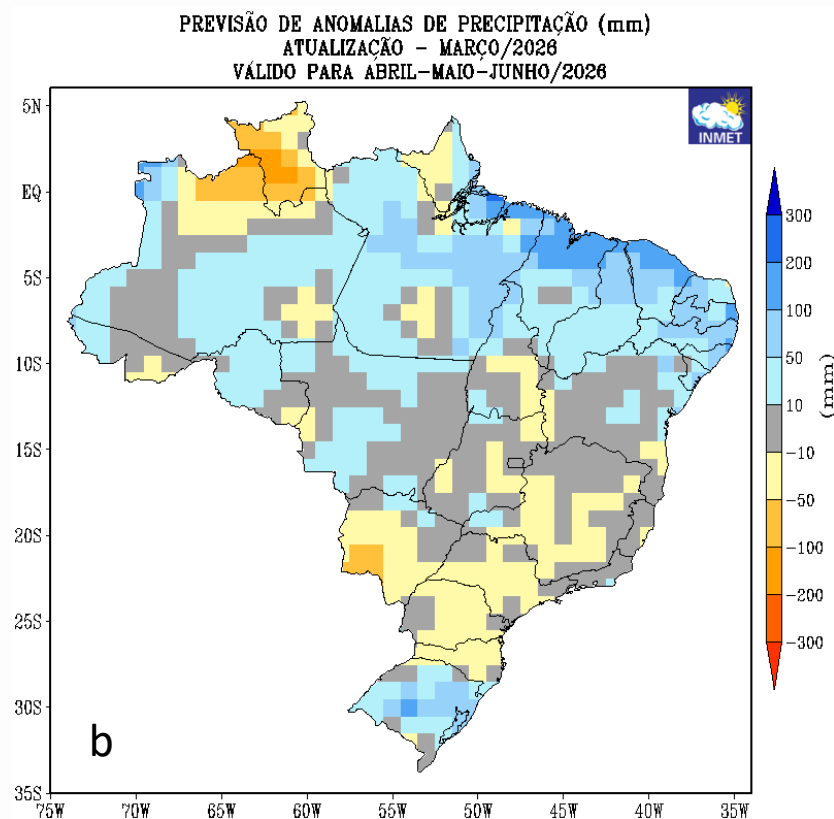 PREVISÃO DE ANOMALIAS DE PRECIPITAÇÃO (mm)
ATUALIZAÇÃO - MARÇO/2026
VÁLIDO PARA ABRIL-MAIO-JUNHO/2026
INMET
5N
EQ
5S
10S
15S
20S
25S
30S
35S
75W 70W 65W 60W 55W 50W 45W 40W 35W
b
300
200
100
50
10
-10
-50
-100
-200
-300
(mm)